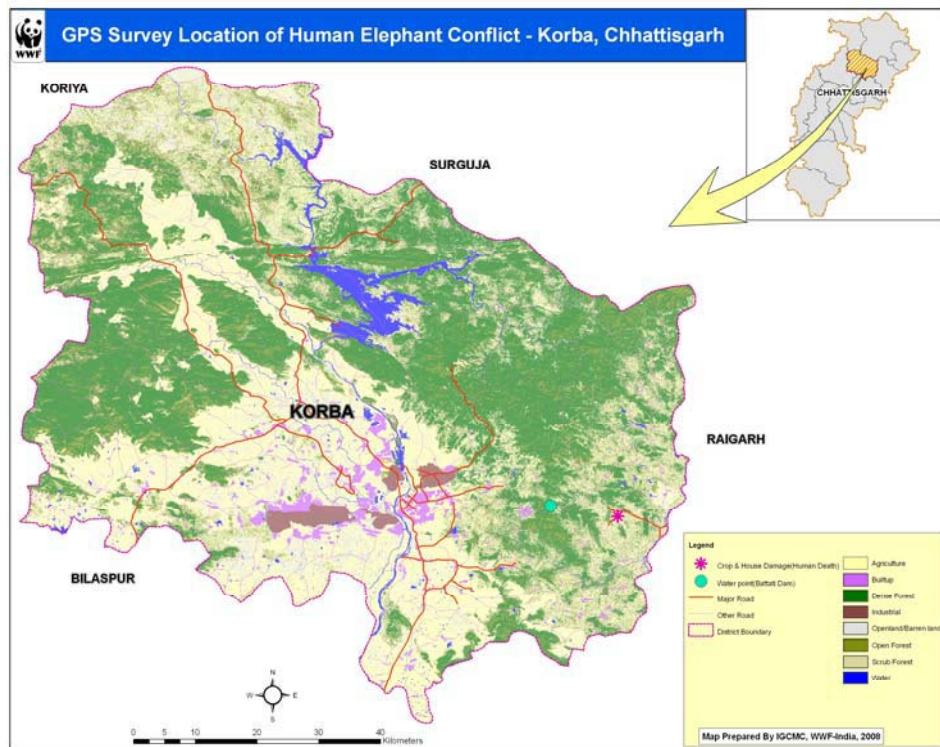 WWF
GPS Survey Location of Human Elephant Conflict - Korba, Chhattisgarh
CHHATTISGARH
KORIYA
SURGUJA
KORBA
RAIGARH
BILASPUR
Legend
Crop & House Damage(Human Death)
Water point(Baffatt Dam)
Major Road
Other Road
District Boundary
Agriculture
Builtup
Dense Forest
Industrial
Openland/Barren land
Open Forest
Scrub Forest
Water
N
W
E
S
0 5 10 20 30 40
Kilometers
Map Prepared By IGCMC, WWF-India, 2008